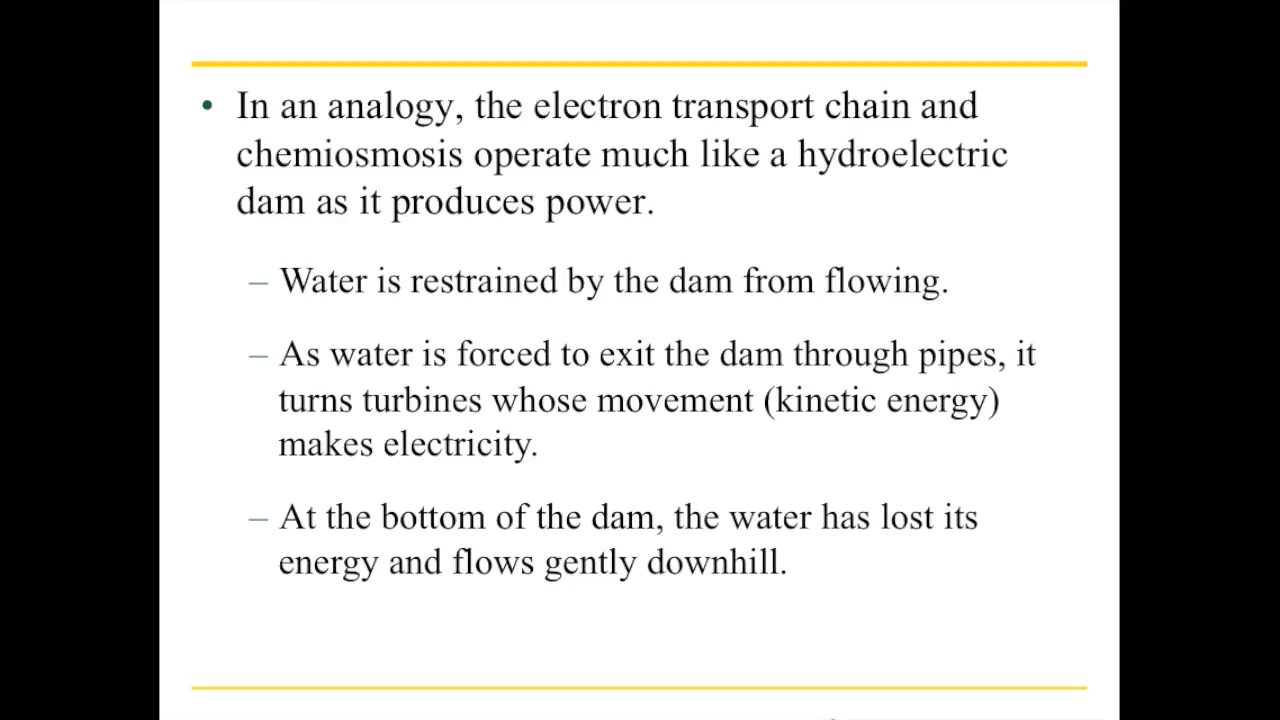 • In an analogy, the electron transport chain and
chemiosmosis operate much like a hydroelectric
dam as it produces power.
– Water is restrained by the dam from flowing.
– As water is forced to exit the dam through pipes, it
turns turbines whose movement (kinetic energy)
makes electricity.
– At the bottom of the dam, the water has lost its
energy and flows gently downhill.